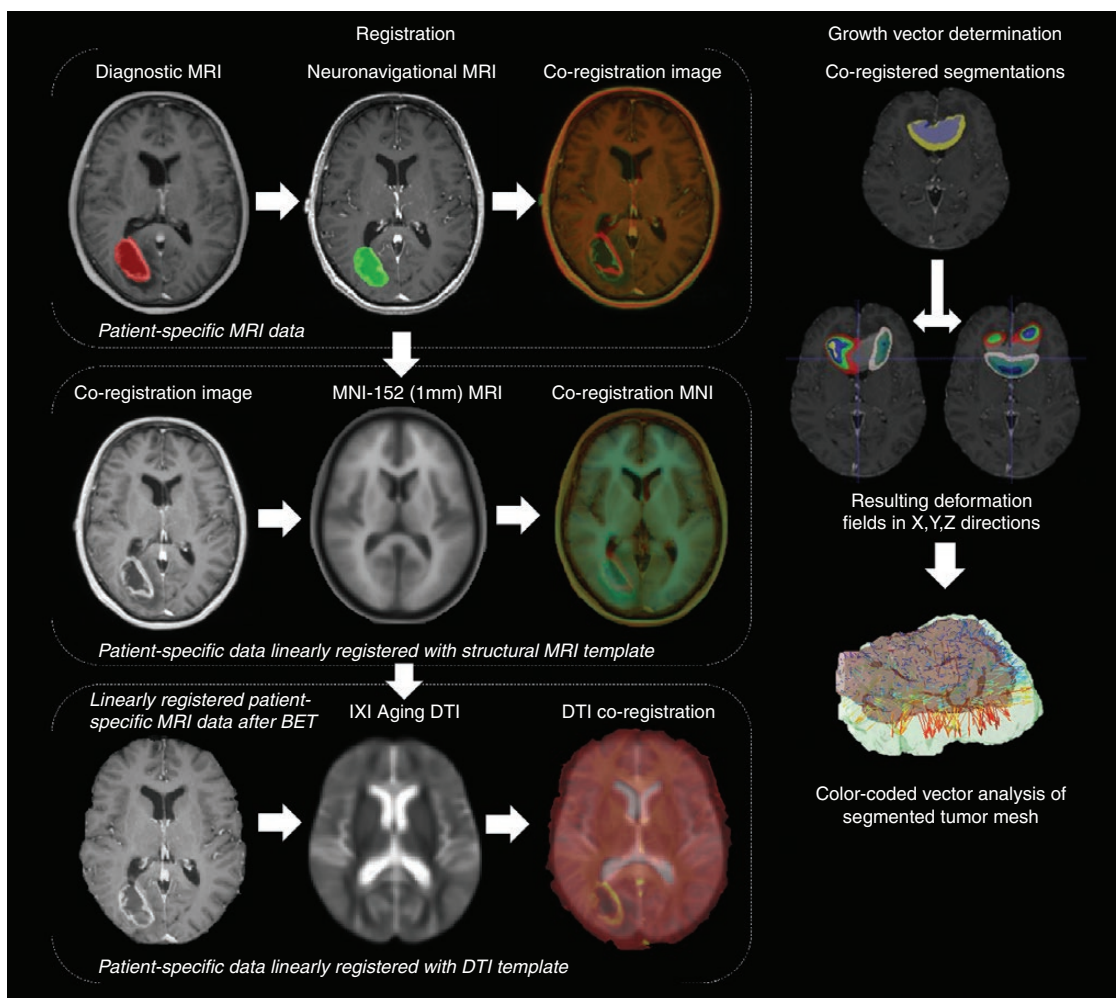 Registration
Diagnostic MRI
Neuronavigational MRI
Co-registration image
Patient-specific MRI data
Co-registration image
MNI-152 (1mm) MRI
Co-registration MNI
Patient-specific data linearly registered with structural MRI template
Linearly registered patient-
specific MRI data after BET
IXI Aging DTI
DTI co-registration
Patient-specific data linearly registered with DTI template
Growth vector determination
Co-registered segmentations
Resulting deformation
fields in X,Y,Z directions
Color-coded vector analysis of
segmented tumor mesh